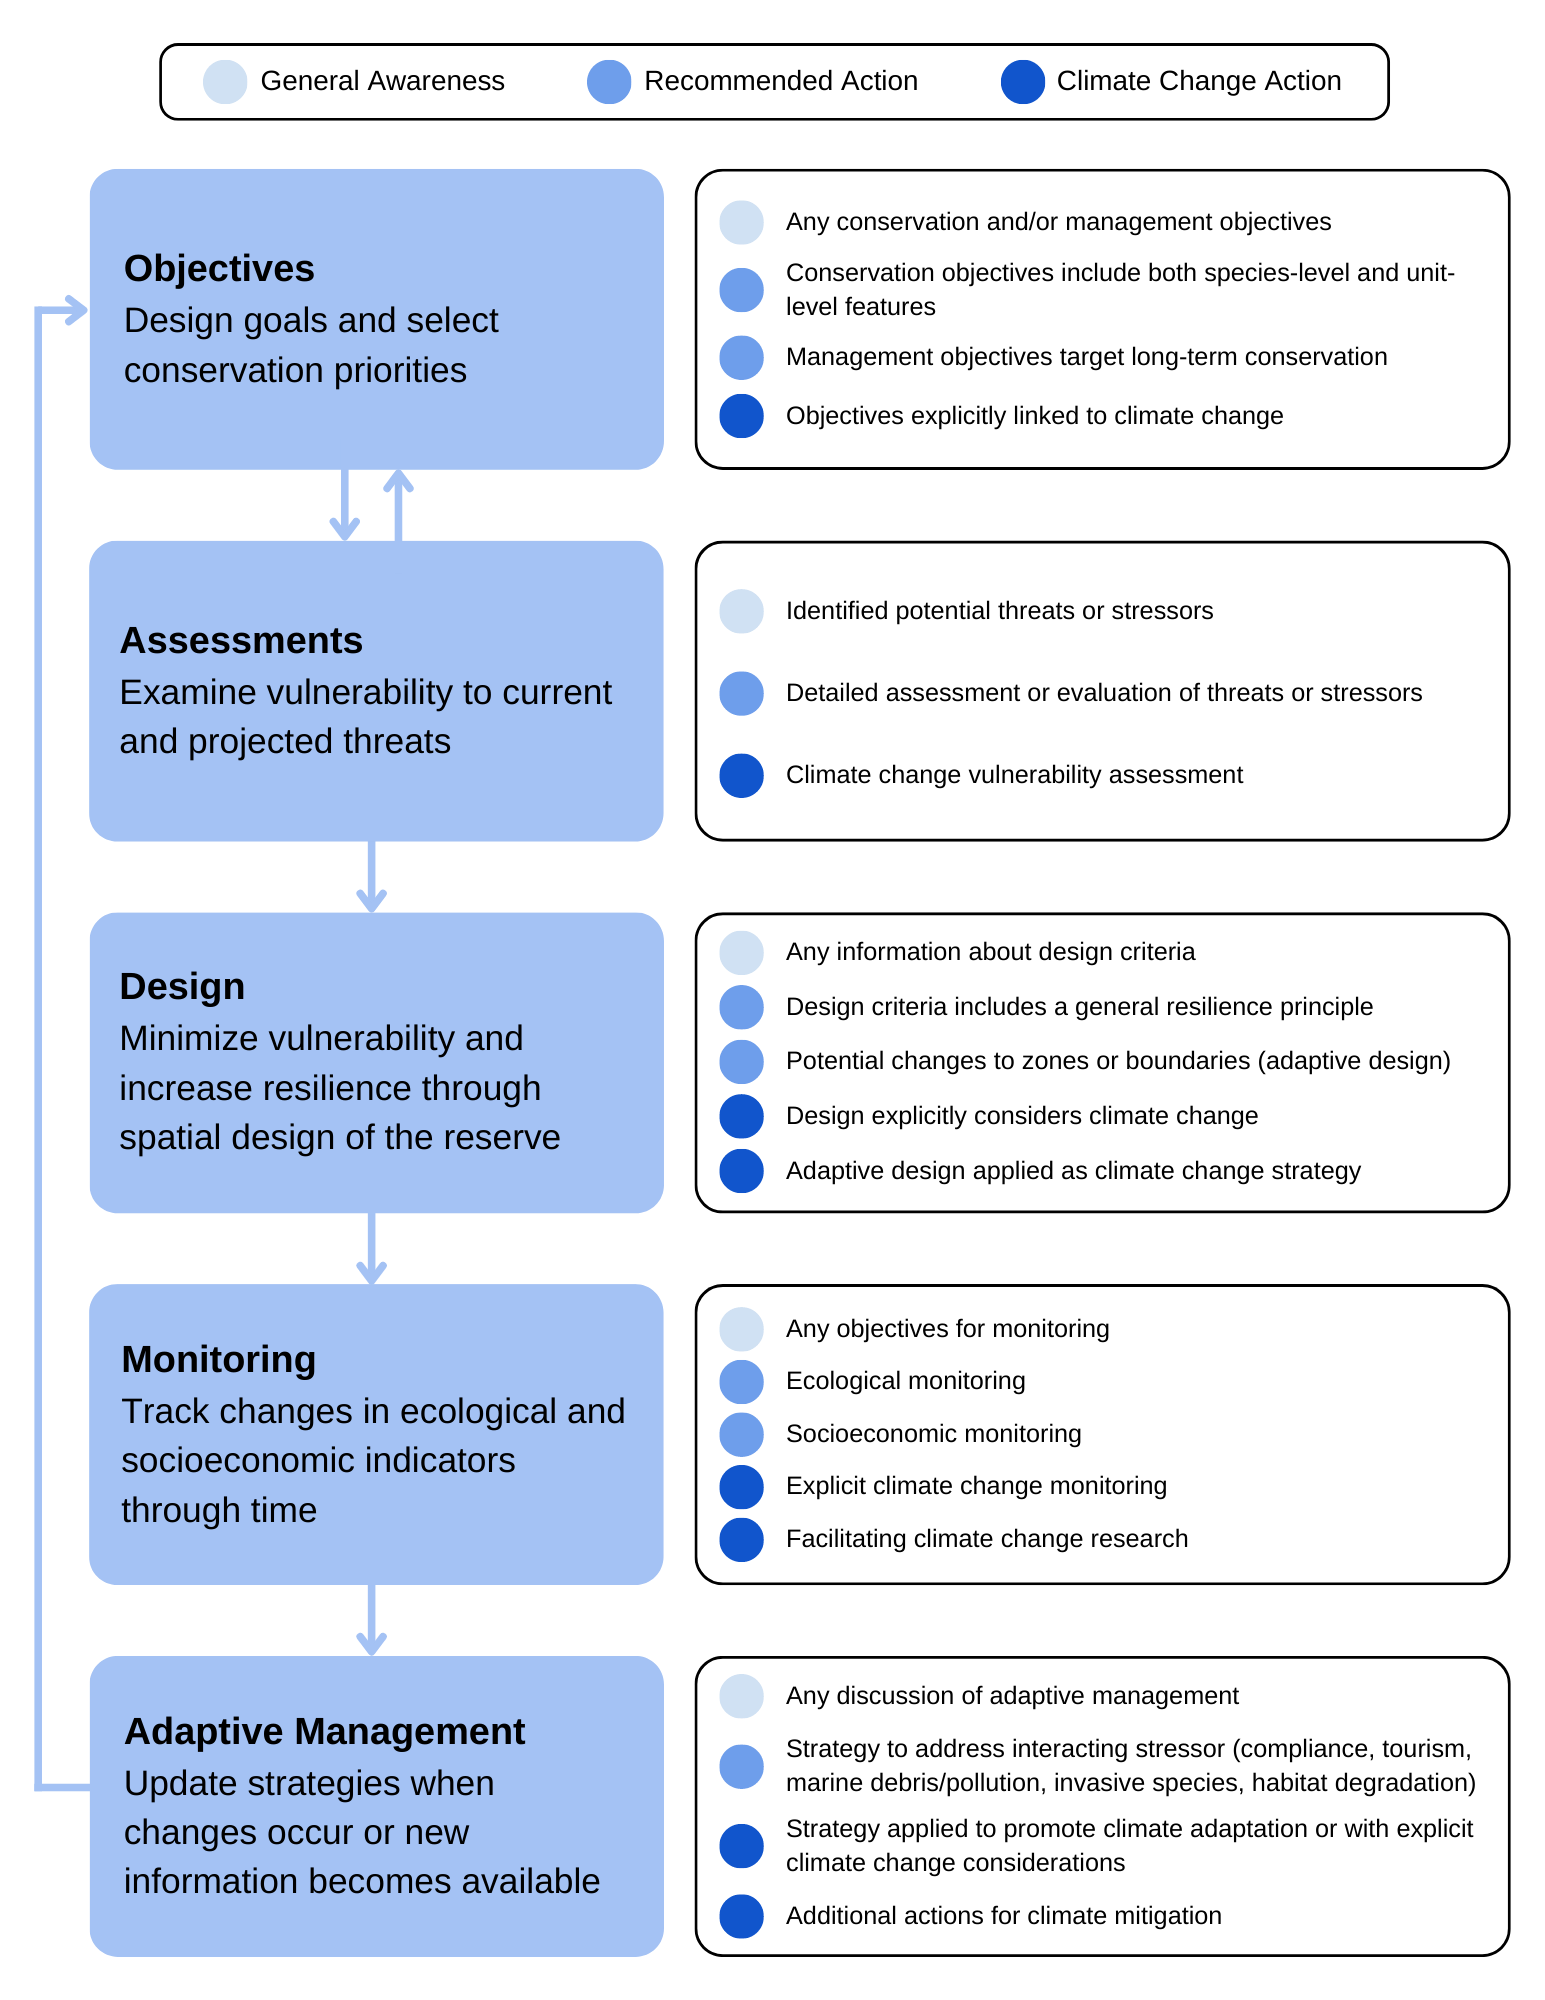 General Awareness
Recommended Action
Climate Change Action
Objectives
Design goals and select
conservation priorities
Any conservation and/or management objectives
Conservation objectives include both species-level and unit-
level features
Management objectives target long-term conservation
Objectives explicitly linked to climate change
Assessments
Examine vulnerability to current
and projected threats
Identified potential threats or stressors
Detailed assessment or evaluation of threats or stressors
Climate change vulnerability assessment
Design
Minimize vulnerability and
increase resilience through
spatial design of the reserve
Any information about design criteria
Design criteria includes a general resilience principle
Potential changes to zones or boundaries (adaptive design)
Design explicitly considers climate change
Adaptive design applied as climate change strategy
Monitoring
Track changes in ecological and
socioeconomic indicators
through time
Any objectives for monitoring
Ecological monitoring
Socioeconomic monitoring
Explicit climate change monitoring
Facilitating climate change research
Adaptive Management
Update strategies when
changes occur or new
information becomes available
Any discussion of adaptive management
Strategy to address interacting stressor (compliance, tourism,
marine debris/pollution, invasive species, habitat degradation)
Strategy applied to promote climate adaptation or with explicit
climate change considerations
Additional actions for climate mitigation